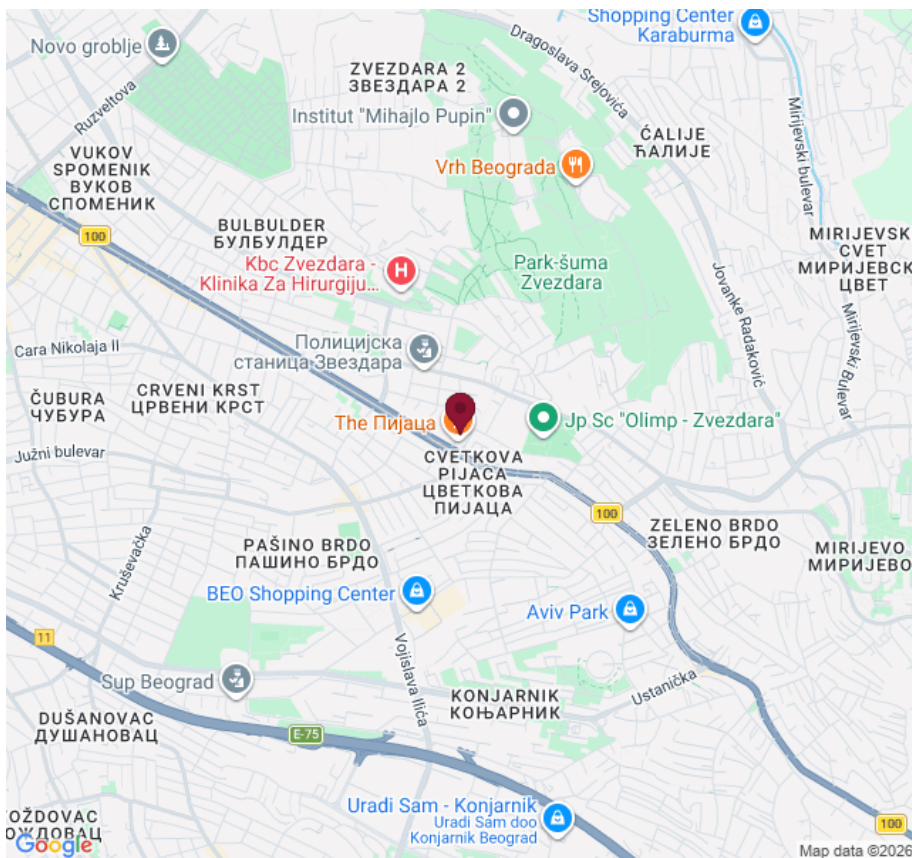 Shopping Center
Karaburma
Novo groblje
Dragoslava Srejovića
ZVEZDARA 2
ЗВЕЗДАРА 2
Institut "Mihajlo Pupin"
Ruzveltova
Mirijevski bulevar
ĆALIJE
ЋАЛИЈЕ
VUKOV
SPOMENIK
ВУКОВ
СПОМЕНИК
Vrh Beograda
BULBULDER
БУЛБУЛДЕР
100
MIRIJEVSK
СВЕТ
МИРИЈЕВСК
ЦВЕТ
Kbc Zvezdara -
Klinika Za Hirurgiju...
H
Park-šuma
Zvezdara
Jovanke Radaković
Mirijevski Bulevar
Полицијска
станица Звездара
Cara Nikolaja II
ČUBURA
ЧУБУРА
CRVENI KRST
ЦРВЕНИ КРСТ
The Пијаца
Jp Sc "Olimp - Zvezdara"
Južni bulevar
CVETKOVA
PIJACA
ЦВЕТКОВА
ПИЈАЦА
100
ZELENO BRDO
ЗЕЛЕНО БРДО
Kruševačka
PAŠINO BRDO
ПАШИНО БРДО
MIRIJEVO
МИРИЈЕВО
BEO Shopping Center
Aviv Park
11
Vojislava Ilića
Sup Beograd
Ustanička
KONJARNIK
КОЊАРНИК
DUŠANOVAC
ДУШАНОВАЦ
E-75
Uradi Sam - Konjarnik
Uradi Sam doo
Konjarnik Beograd
OŽDOVAC
ОЖДОВАЦ
100
Google
Map data ©2026